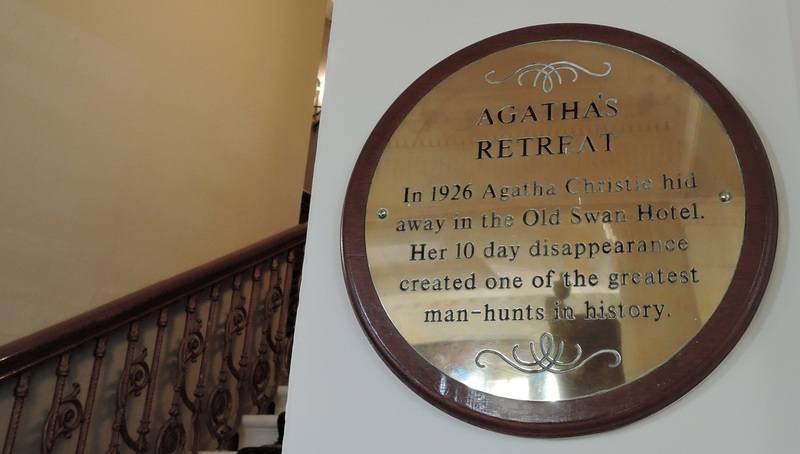 AGATHA'S
RETREAT
In 1926 Agatha Christie hid
away in the Old Swan Hotel.
Her 10 day disappearance
created one of the greatest
man-hunts in history.